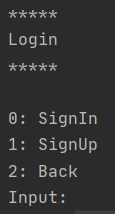 *****
Login
*****
0: SignIn
1: SignUp
2: Back
Input: